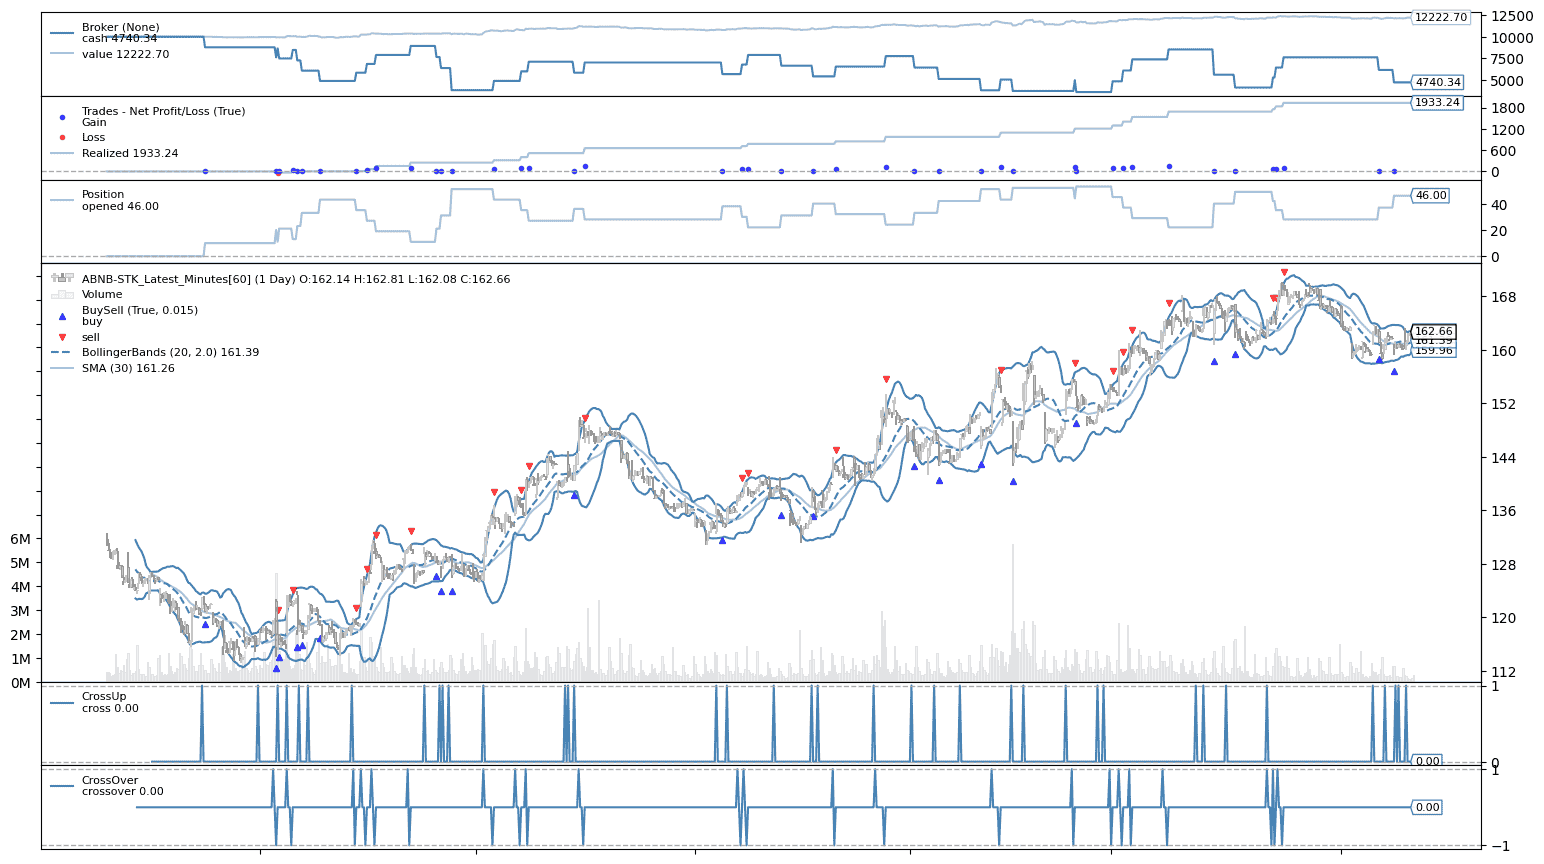 Broker (None)
cash 4740.34
value 12222.70
12222.70
4740.34
12500
10000
7500
5000
Trades - Net Profit/Loss (True)
Gain
Loss
Realized 1933.24
1933.24
1800
1200
600
0
Position
opened 46.00
46.00
40
20
0
ABNB-STK_Latest_Minutes[60] (1 Day) O:162.14 H:162.81 L:162.08 C:162.66
Volume
BuySell (True, 0.015)
buy
sell
BollingerBands (20, 2.0) 161.39
SMA (30) 161.26
6M
5M
4M
3M
2M
1M
0M
168
162.66
161.39
159.96
160
152
144
136
128
120
112
CrossUp
cross 0.00
1
0.00
0
CrossOver
crossover 0.00
1
0.00
−1